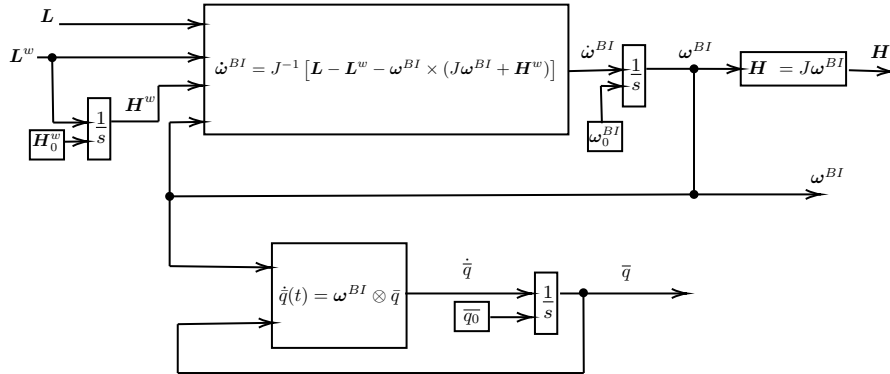 L
L^w
H^w
H_0^w
1/s
ω̇^{BI} = J^{-1} [L − L^w − ω^{BI} × (Jω^{BI} + H^w)]
ω̇^{BI}
1/s
ω_0^{BI}
ω^{BI}
H = Jω^{BI}
H
ω^{BI}
q̄̇(t) = ω^{BI} ⊗ q̄
q̄̇
q̄_0
1/s
q̄